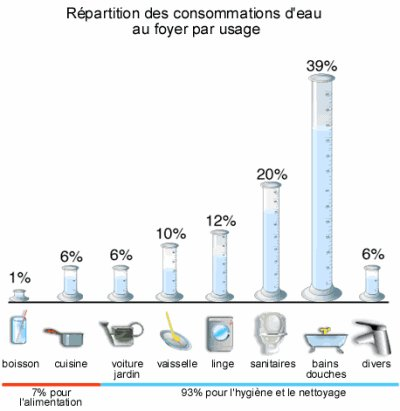 Répartition des consommations d'eau
au foyer par usage
39%
20%
12%
10%
6%
6%
6%
1%
boisson
cuisine
voiture
jardin
vaisselle
linge
sanitaires
bains
douches
divers
7% pour
l'alimentation
93% pour l'hygiène et le nettoyage